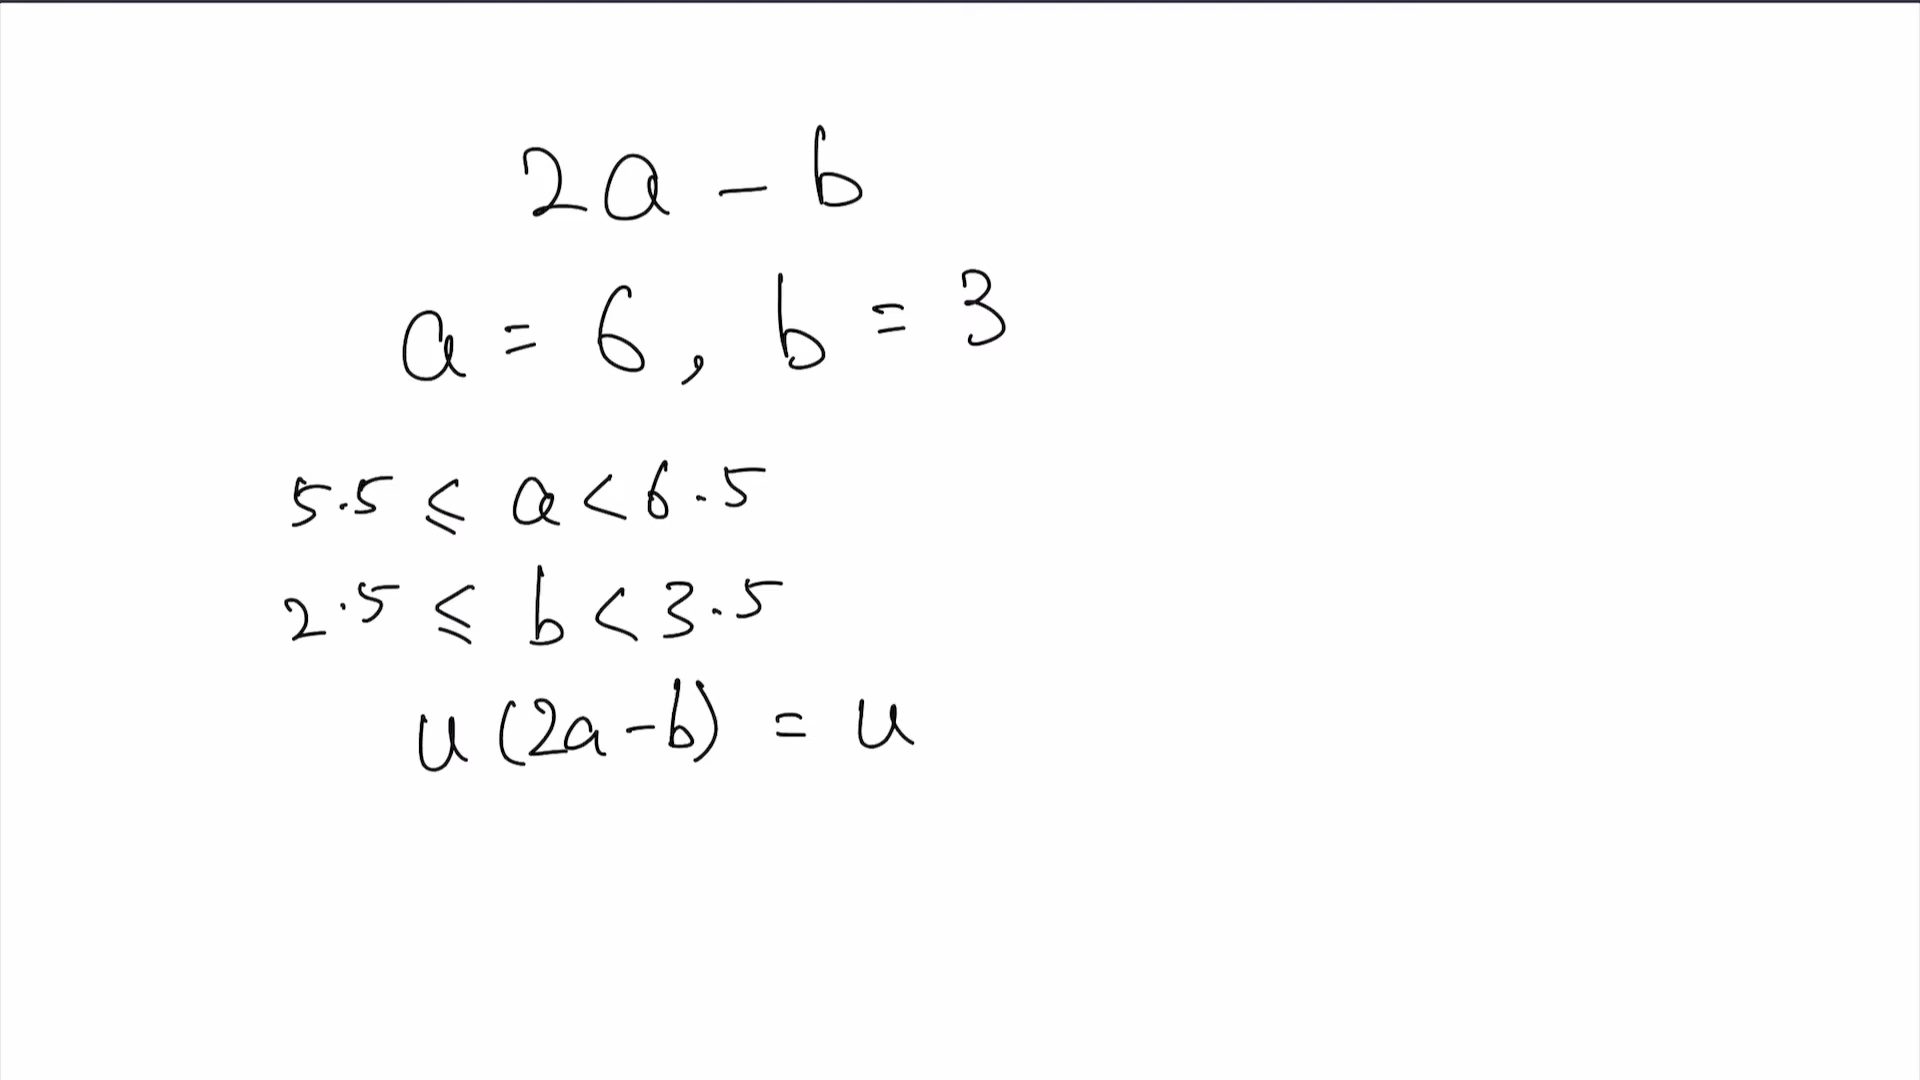 2a - b
a = 6, b = 3
5.5 ⩽ a < 6.5
2.5 ⩽ b < 3.5
u (2a - b) = u